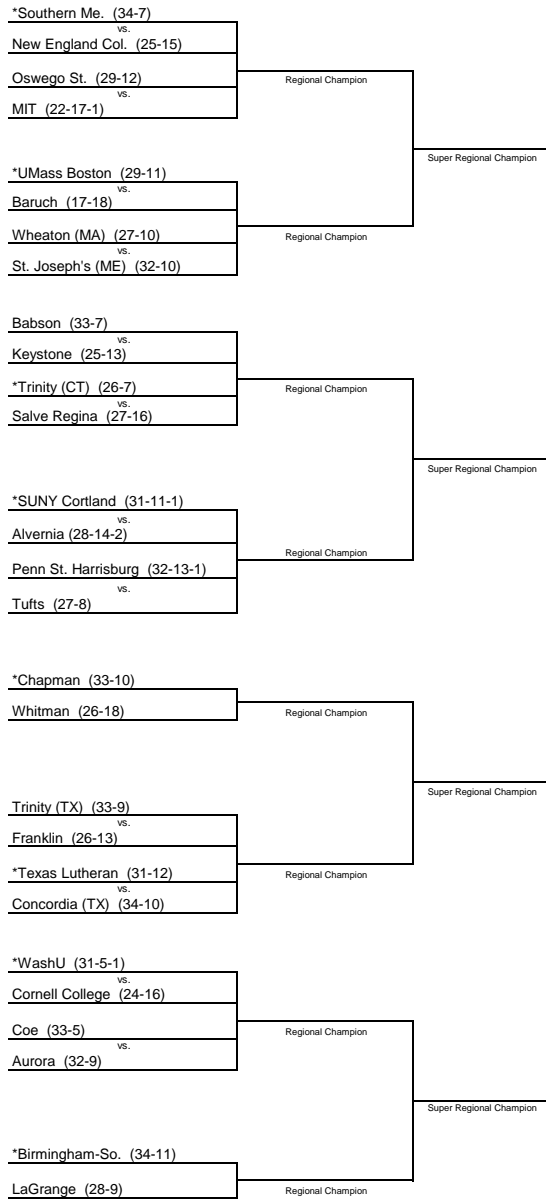 *Southern Me. (34-7)
vs.
New England Col. (25-15)
Oswego St. (29-12)
vs.
MIT (22-17-1)
Regional Champion
Super Regional Champion
*UMass Boston (29-11)
vs.
Baruch (17-18)
Wheaton (MA) (27-10)
vs.
St. Joseph's (ME) (32-10)
Regional Champion
Babson (33-7)
vs.
Keystone (25-13)
*Trinity (CT) (26-7)
vs.
Salve Regina (27-16)
Regional Champion
Super Regional Champion
*SUNY Cortland (31-11-1)
vs.
Alvernia (28-14-2)
Penn St. Harrisburg (32-13-1)
vs.
Tufts (27-8)
Regional Champion
*Chapman (33-10)
Whitman (26-18)
Regional Champion
Super Regional Champion
Trinity (TX) (33-9)
vs.
Franklin (26-13)
*Texas Lutheran (31-12)
vs.
Concordia (TX) (34-10)
Regional Champion
*WashU (31-5-1)
vs.
Cornell College (24-16)
Coe (33-5)
vs.
Aurora (32-9)
Regional Champion
Super Regional Champion
*Birmingham-So. (34-11)
LaGrange (28-9)
Regional Champion